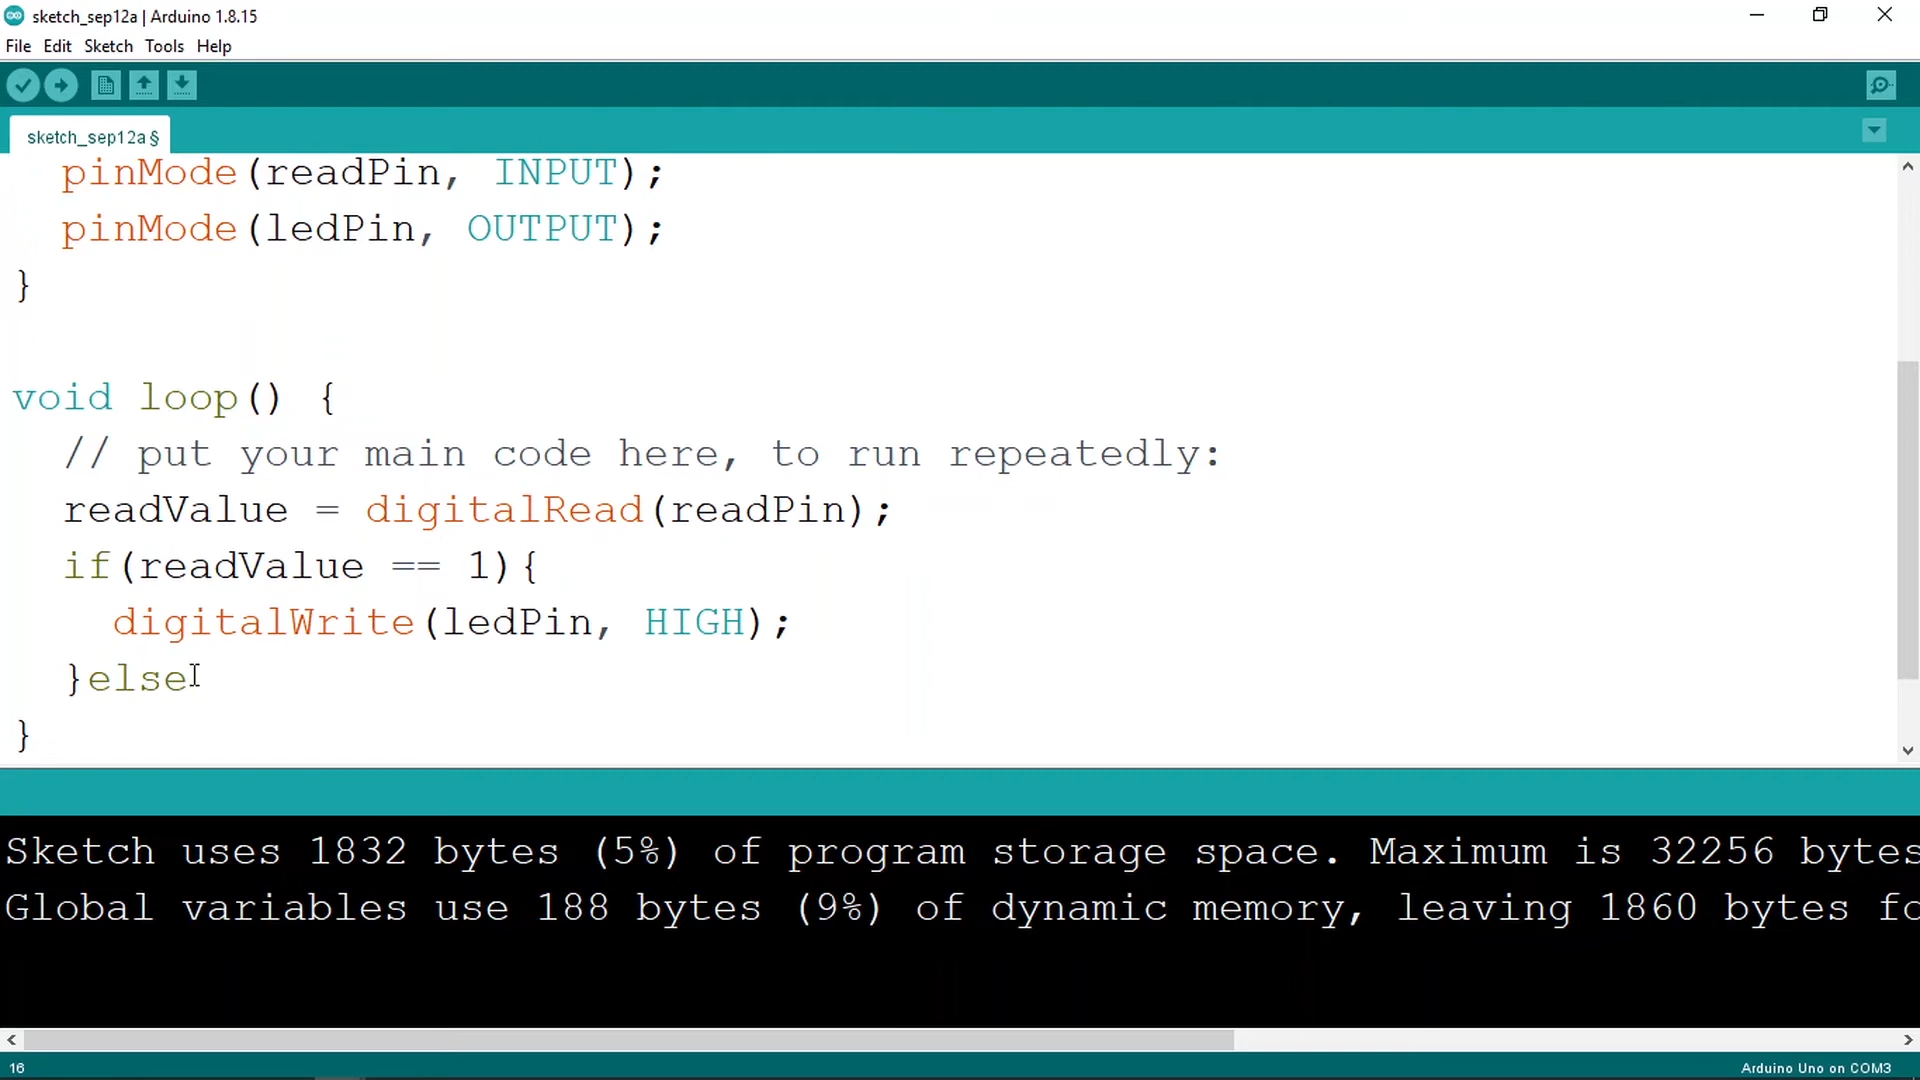 sketch_sep12a | Arduino 1.8.15
File Edit Sketch Tools Help
sketch_sep12a §
pinMode(readPin, INPUT);
pinMode(ledPin, OUTPUT);
}
void loop() {
// put your main code here, to run repeatedly:
readValue = digitalRead(readPin);
if(readValue == 1){
digitalWrite(ledPin, HIGH);
}else
}
Sketch uses 1832 bytes (5%) of program storage space. Maximum is 32256 bytes
Global variables use 188 bytes (9%) of dynamic memory, leaving 1860 bytes fo
16
Arduino Uno on COM3